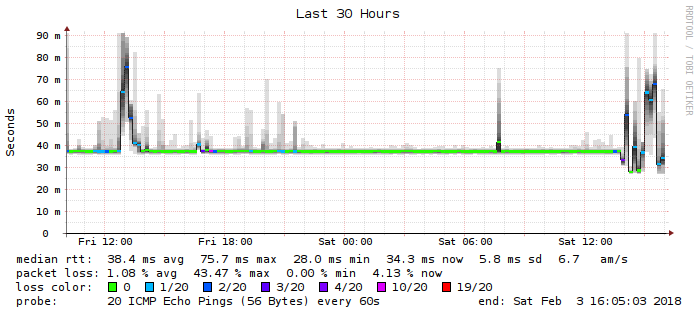 Last 30 Hours
RRDTOOL / TOBI OETIKER
Seconds
90 m
80 m
70 m
60 m
50 m
40 m
30 m
20 m
10 m
0 m
Fri 12:00 Fri 18:00 Sat 00:00 Sat 06:00 Sat 12:00
median rtt: 38.4 ms avg 75.7 ms max 28.0 ms min 34.3 ms now 5.8 ms sd 6.7 am/s
packet loss: 1.08 % avg 43.47 % max 0.00 % min 4.13 % now
loss color: 0 1/20 2/20 3/20 4/20 10/20 19/20
probe: 20 ICMP Echo Pings (56 Bytes) every 60s end: Sat Feb 3 16:05:03 2018